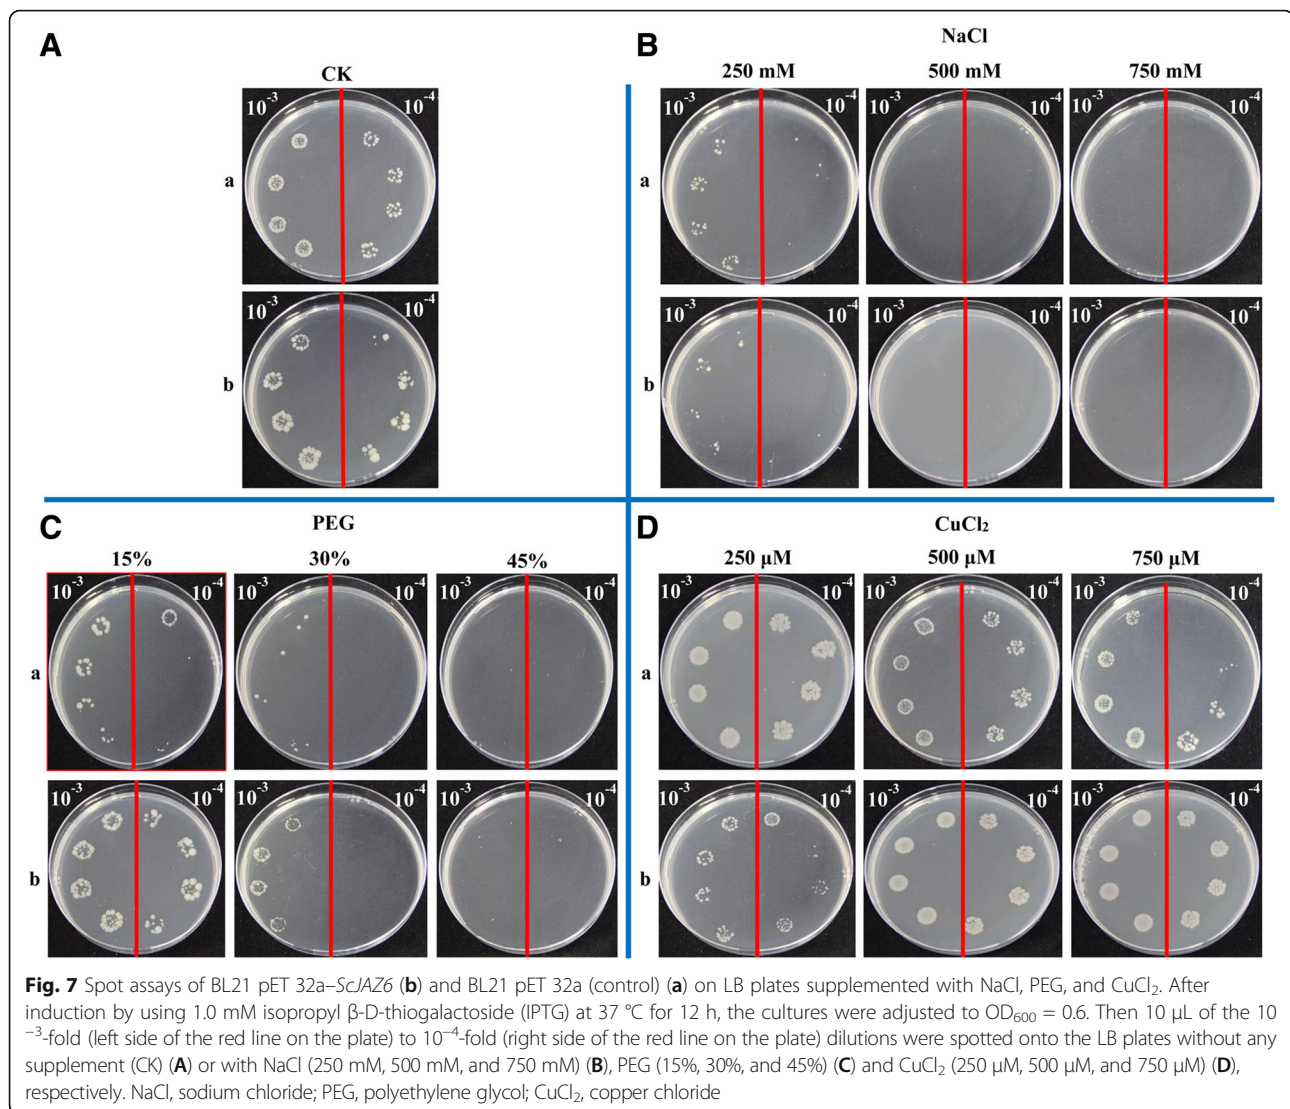 A
CK
10⁻³ 10⁻⁴
a
10⁻³ 10⁻⁴
b
B
NaCl
250 mM 500 mM 750 mM
10⁻³ 10⁻⁴ 10⁻³ 10⁻⁴ 10⁻³ 10⁻⁴
a
10⁻³ 10⁻⁴ 10⁻³ 10⁻⁴ 10⁻³ 10⁻⁴
b
C
PEG
15% 30% 45%
10⁻³ 10⁻⁴ 10⁻³ 10⁻⁴ 10⁻³ 10⁻⁴
a
10⁻³ 10⁻⁴ 10⁻³ 10⁻⁴ 10⁻³ 10⁻⁴
b
D
CuCl₂
250 µM 500 µM 750 µM
10⁻³ 10⁻⁴ 10⁻³ 10⁻⁴ 10⁻³ 10⁻⁴
a
10⁻³ 10⁻⁴ 10⁻³ 10⁻⁴ 10⁻³ 10⁻⁴
b
Fig. 7 Spot assays of BL21 pET 32a–ScJAZ6 (b) and BL21 pET 32a (control) (a) on LB plates supplemented with NaCl, PEG, and CuCl₂. After
induction by using 1.0 mM isopropyl β-D-thiogalactoside (IPTG) at 37 °C for 12 h, the cultures were adjusted to OD₆₀₀ = 0.6. Then 10 µL of the 10
⁻³-fold (left side of the red line on the plate) to 10⁻⁴-fold (right side of the red line on the plate) dilutions were spotted onto the LB plates without any
supplement (CK) (A) or with NaCl (250 mM, 500 mM, and 750 mM) (B), PEG (15%, 30%, and 45%) (C) and CuCl₂ (250 µM, 500 µM, and 750 µM) (D),
respectively. NaCl, sodium chloride; PEG, polyethylene glycol; CuCl₂, copper chloride